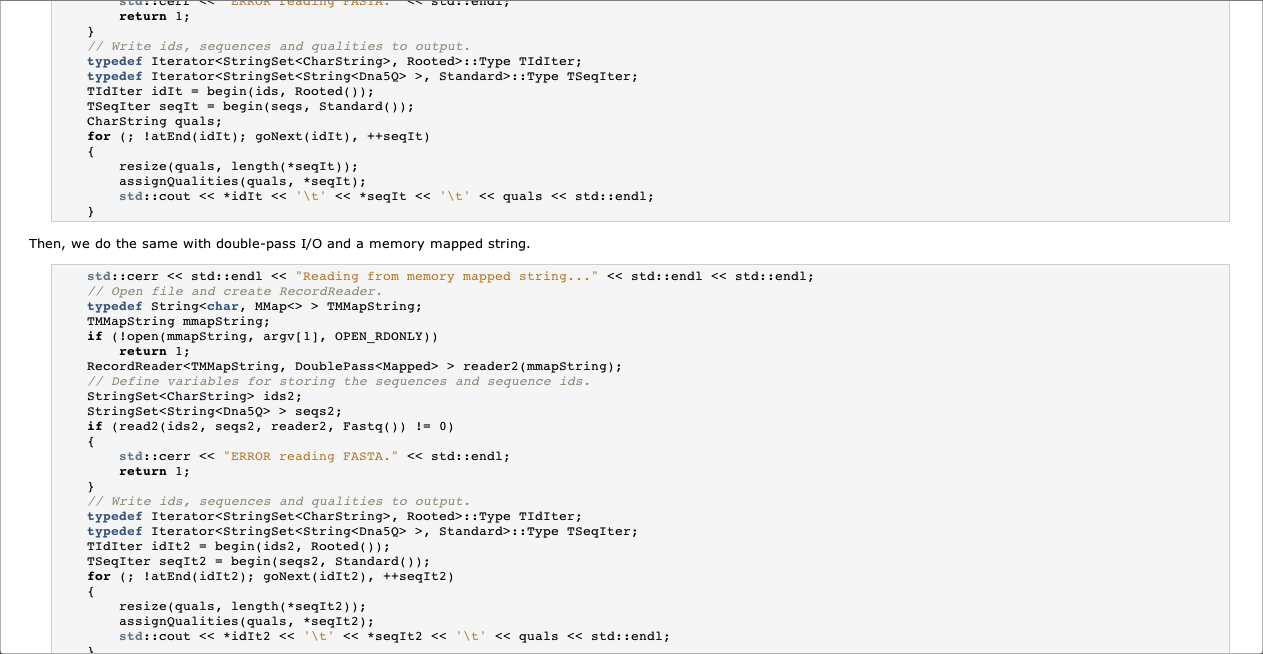 std::cerr << "ERROR reading FASTA." << std::endl;
return 1;
}
// Write ids, sequences and qualities to output.
typedef Iterator<StringSet<CharString>, Rooted>::Type TIdIter;
typedef Iterator<StringSet<String<Dna5Q> >, Standard>::Type TSeqIter;
TIdIter idIt = begin(ids, Rooted());
TSeqIter seqIt = begin(seqs, Standard());
CharString quals;
for (; !atEnd(idIt); goNext(idIt), ++seqIt)
{
resize(quals, length(*seqIt));
assignQualities(quals, *seqIt);
std::cout << *idIt << '\t' << *seqIt << '\t' << quals << std::endl;
}
Then, we do the same with double-pass I/O and a memory mapped string.
std::cerr << std::endl << "Reading from memory mapped string..." << std::endl << std::endl;
// Open file and create RecordReader.
typedef String<char, MMap<> > TMMapString;
TMMapString mmapString;
if (!open(mmapString, argv[1], OPEN_RDONLY))
return 1;
RecordReader<TMMapString, DoublePass<Mapped> > reader2(mmapString);
// Define variables for storing the sequences and sequence ids.
StringSet<CharString> ids2;
StringSet<String<Dna5Q> > seqs2;
if (read2(ids2, seqs2, reader2, Fastq()) != 0)
{
std::cerr << "ERROR reading FASTA." << std::endl;
return 1;
}
// Write ids, sequences and qualities to output.
typedef Iterator<StringSet<CharString>, Rooted>::Type TIdIter;
typedef Iterator<StringSet<String<Dna5Q> >, Standard>::Type TSeqIter;
TIdIter idIt2 = begin(ids2, Rooted());
TSeqIter seqIt2 = begin(seqs2, Standard());
for (; !atEnd(idIt2); goNext(idIt2), ++seqIt2)
{
resize(quals, length(*seqIt2));
assignQualities(quals, *seqIt2);
std::cout << *idIt2 << '\t' << *seqIt2 << '\t' << quals << std::endl;
}